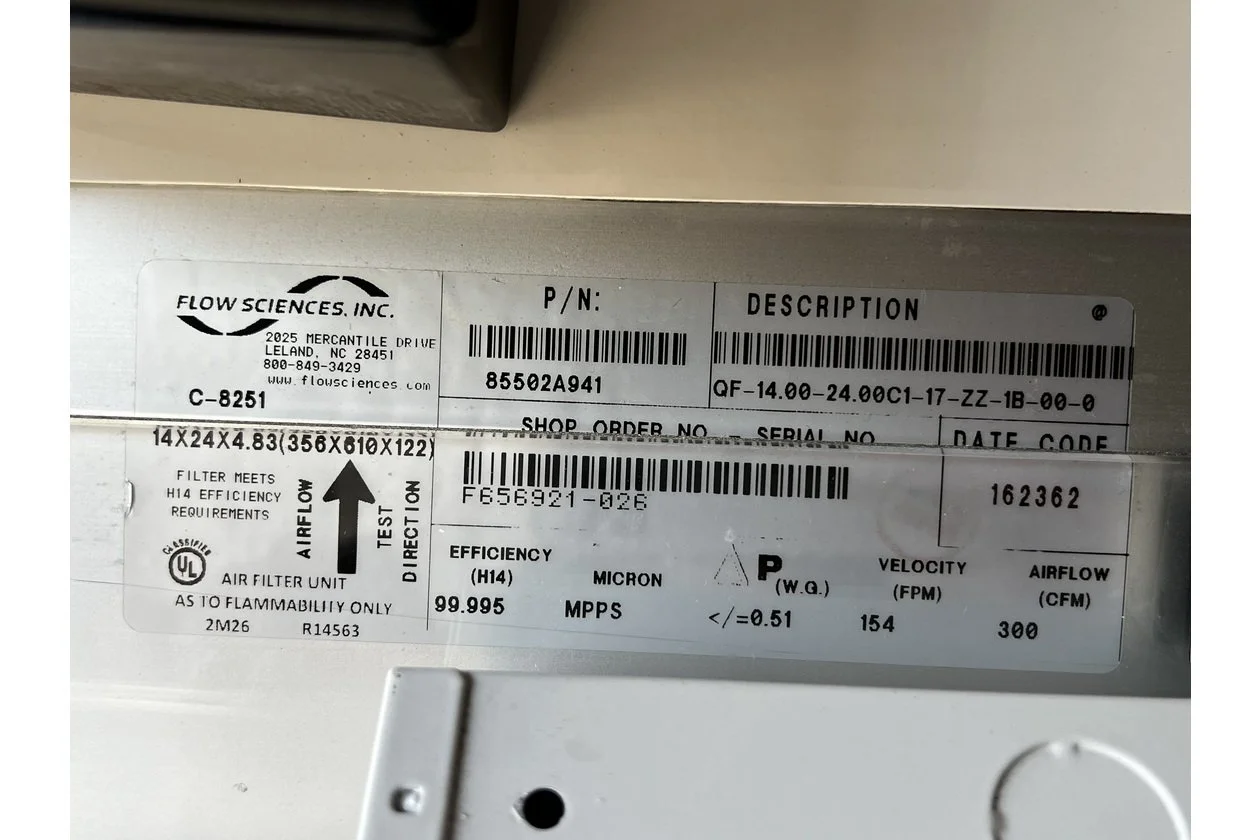 FLOW SCIENCES, INC.
2025 MERCANTILE DRIVE
LELAND, NC 28451
800-849-3429
www.flowsciences.com
C-8251
P/N:
85502A941
DESCRIPTION @
QF-14.00-24.00C1-17-ZZ-1B-00-0
14X24X4.83(356X610X122)
FILTER MEETS
H14 EFFICIENCY
REQUIREMENTS
AIRFLOW
TEST
DIRECTION
CLASSIFIED
UL
AIR FILTER UNIT
AS TO FLAMMABILITY ONLY
2M26 R14563
SHOP ORDER NO - SERIAL NO
F656921-026
DATE CODE
162362
EFFICIENCY
(H14)
99.995
MICRON
MPPS
△P
(W.G.)
</=0.51
VELOCITY
(FPM)
154
AIRFLOW
(CFM)
300